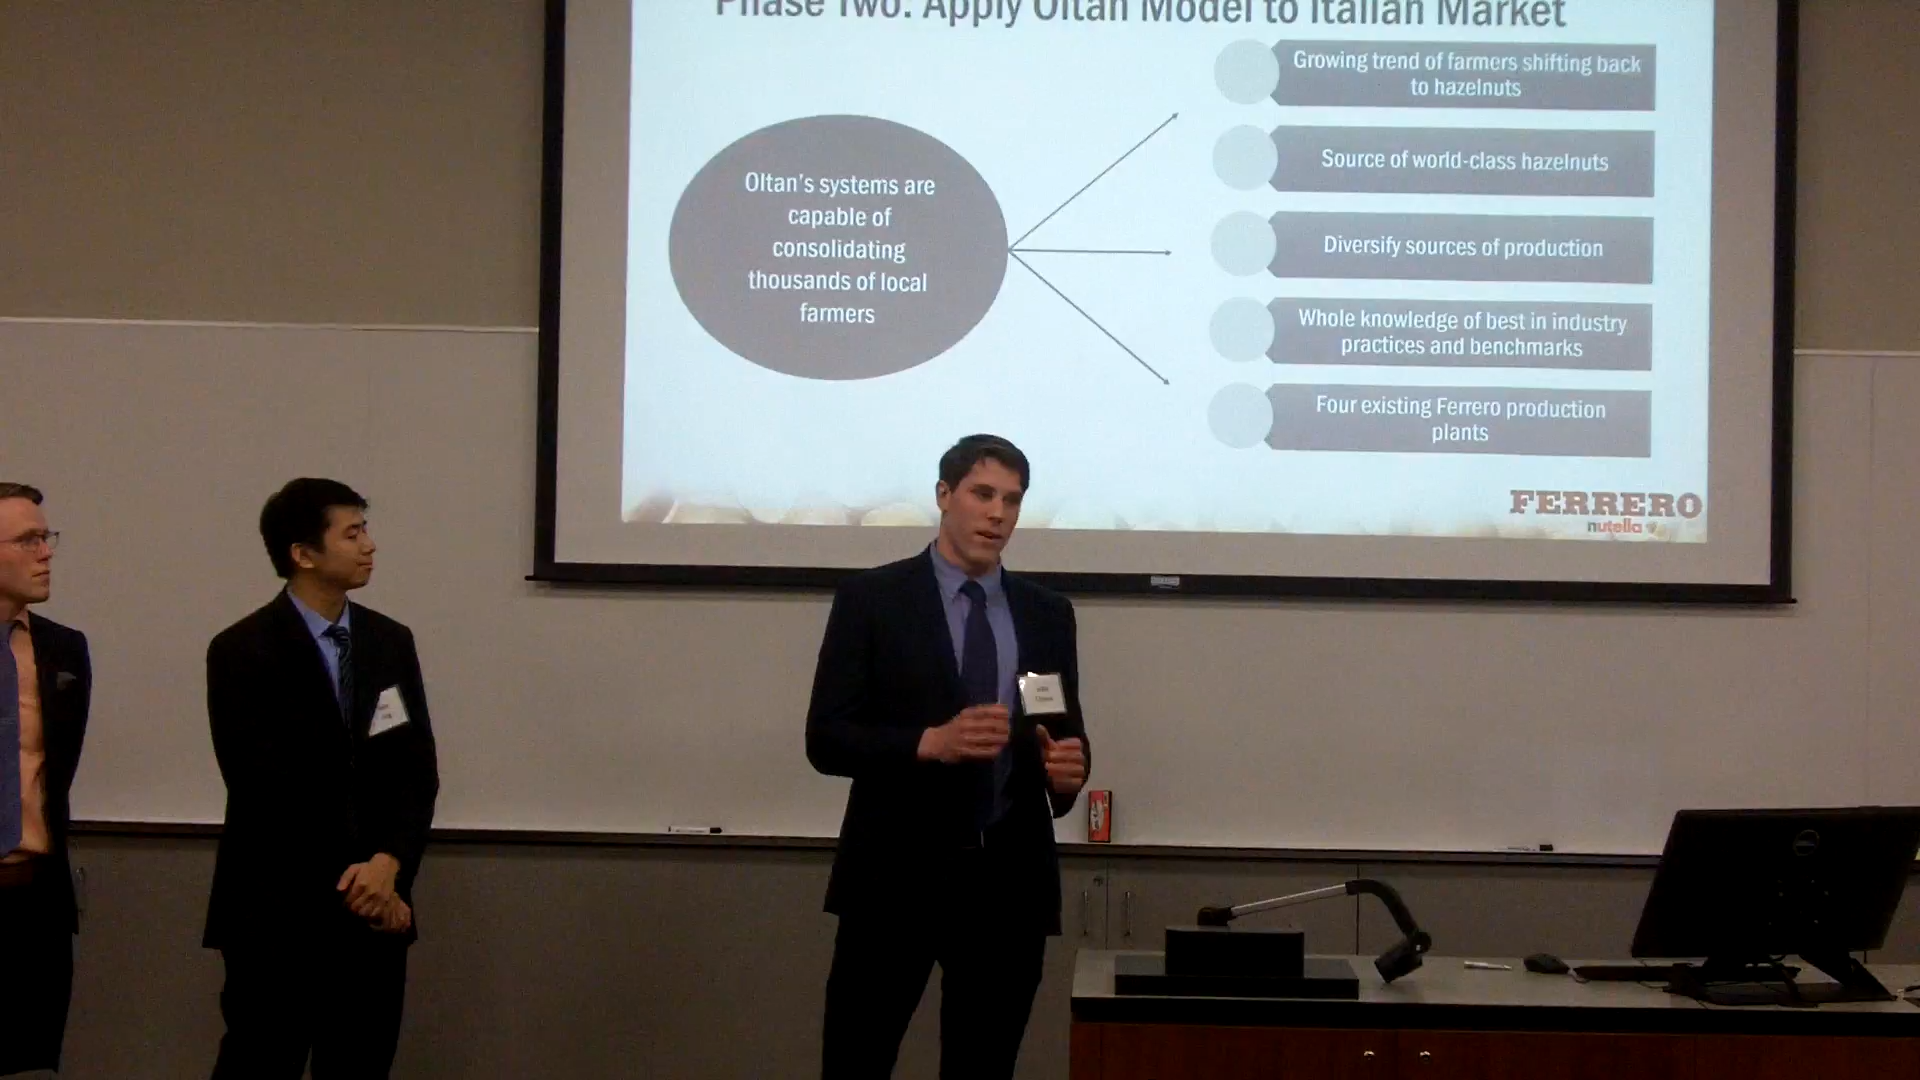 Phase Two: Apply Oltan Model to Italian Market
Oltan's systems are
capable of
consolidating
thousands of local
farmers
Growing trend of farmers shifting back
to hazelnuts
Source of world-class hazelnuts
Diversify sources of production
Whole knowledge of best in industry
practices and benchmarks
Four existing Ferrero production
plants
FERRERO
nutella